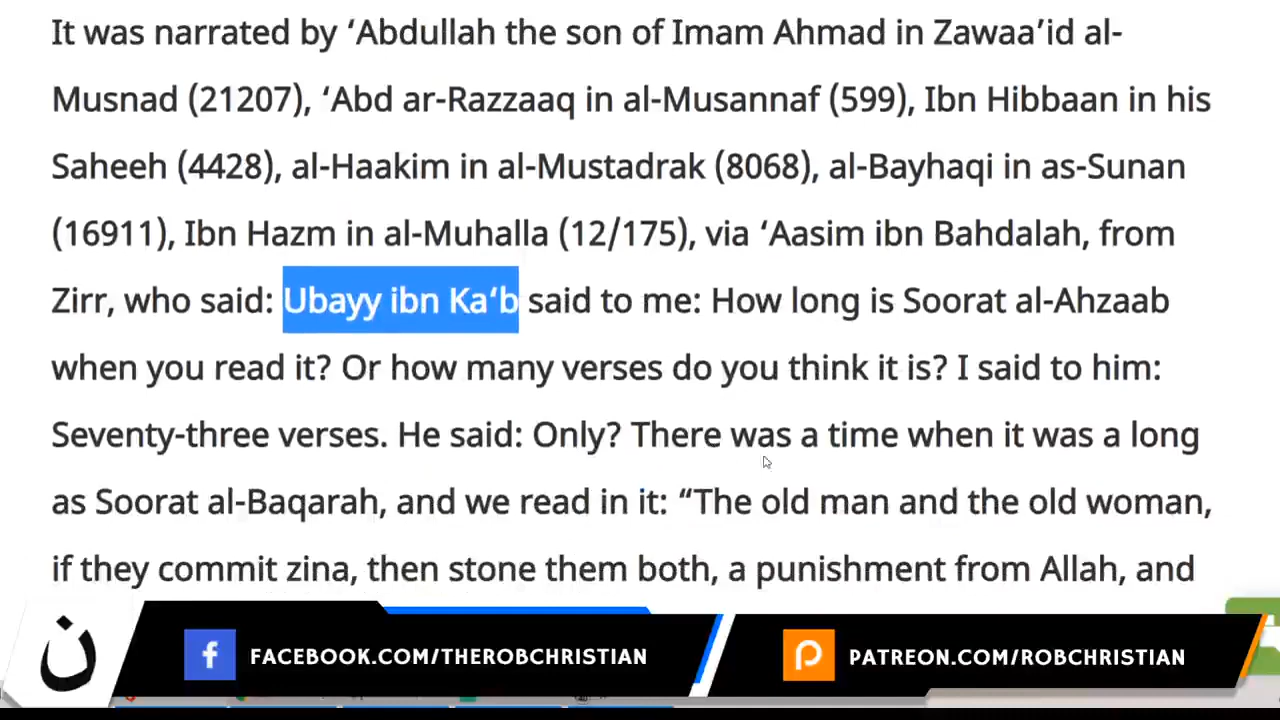 It was narrated by ‘Abdullah the son of Imam Ahmad in Zawaa’id al-
Musnad (21207), ‘Abd ar-Razzaaq in al-Musannaf (599), Ibn Hibbaan in his
Saheeh (4428), al-Haakim in al-Mustadrak (8068), al-Bayhaqi in as-Sunan
(16911), Ibn Hazm in al-Muhalla (12/175), via ‘Aasim ibn Bahdalah, from
Zirr, who said: Ubayy ibn Ka‘b said to me: How long is Soorat al-Ahzaab
when you read it? Or how many verses do you think it is? I said to him:
Seventy-three verses. He said: Only? There was a time when it was a long
as Soorat al-Baqarah, and we read in it: “The old man and the old woman,
if they commit zina, then stone them both, a punishment from Allah, and
ن
FACEBOOK.COM/THEROBCHRISTIAN
PATREON.COM/ROBCHRISTIAN